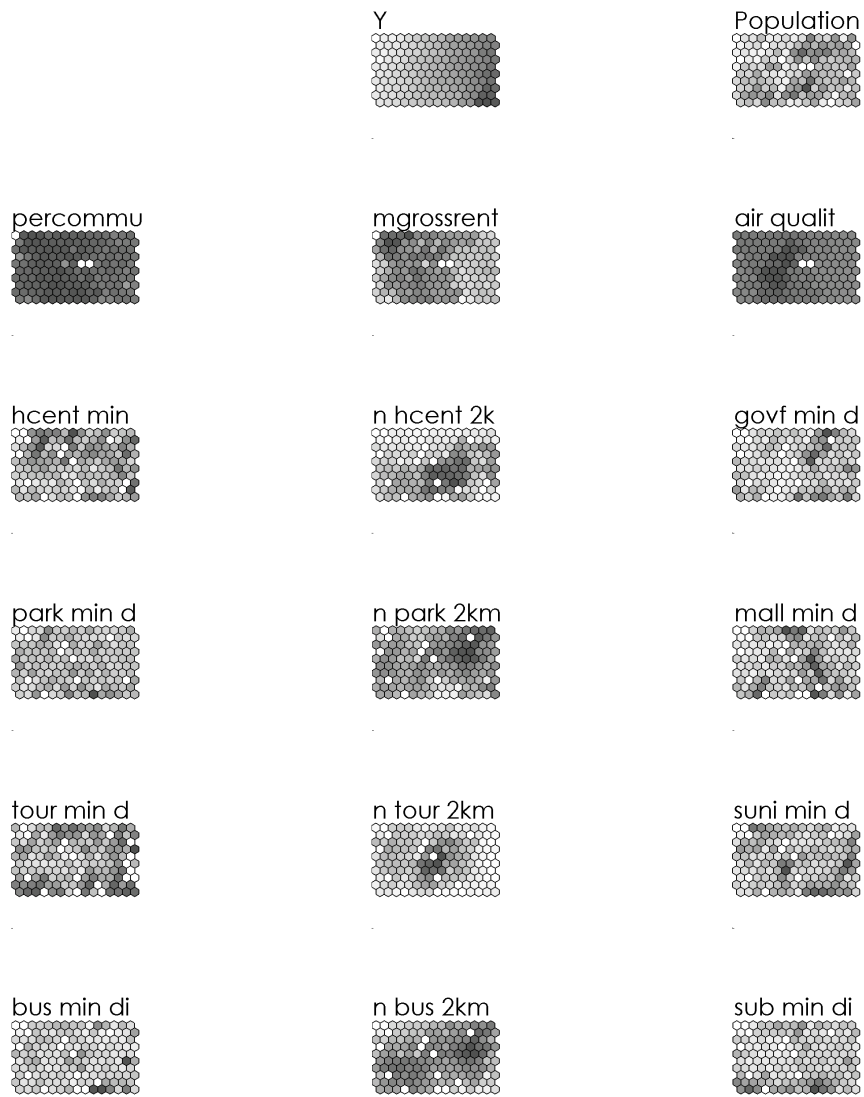 Y
Population
percommu
mgrossrent
air qualit
hcent min
n hcent 2k
govf min d
park min d
n park 2km
mall min d
tour min d
n tour 2km
suni min d
bus min di
n bus 2km
sub min di